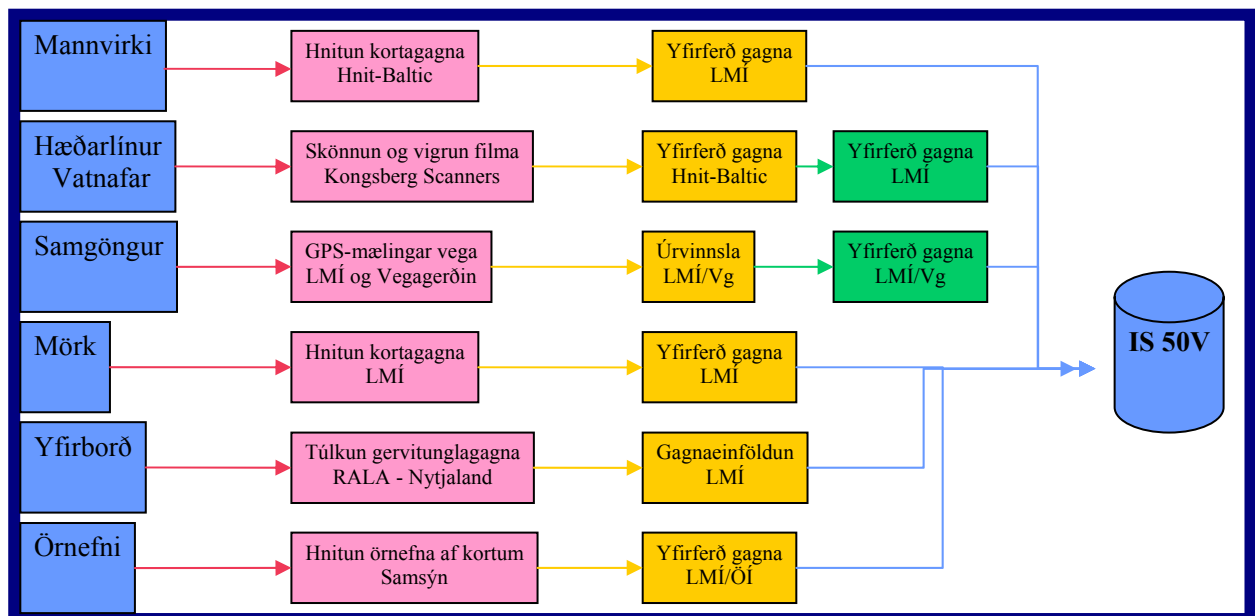 Mannvirki
Hnitun kortagagna
Hnit-Baltic
Yfirferð gagna
LMÍ
Hæðarlínur
Vatnafar
Skönnun og vigrun filma
Kongsberg Scanners
Yfirferð gagna
Hnit-Baltic
Yfirferð gagna
LMÍ
Samgöngur
GPS-mælingar vega
LMÍ og Vegagerðin
Úrvinnsla
LMÍ/Vg
Yfirferð gagna
LMÍ/Vg
Mörk
Hnitun kortagagna
LMÍ
Yfirferð gagna
LMÍ
IS 50V
Yfirborð
Túlkun gervitunglagagna
RALA - Nytjaland
Gagnaeinföldun
LMÍ
Örnefni
Hnitun örnefna af kortum
Samsýn
Yfirferð gagna
LMÍ/ÖÍ